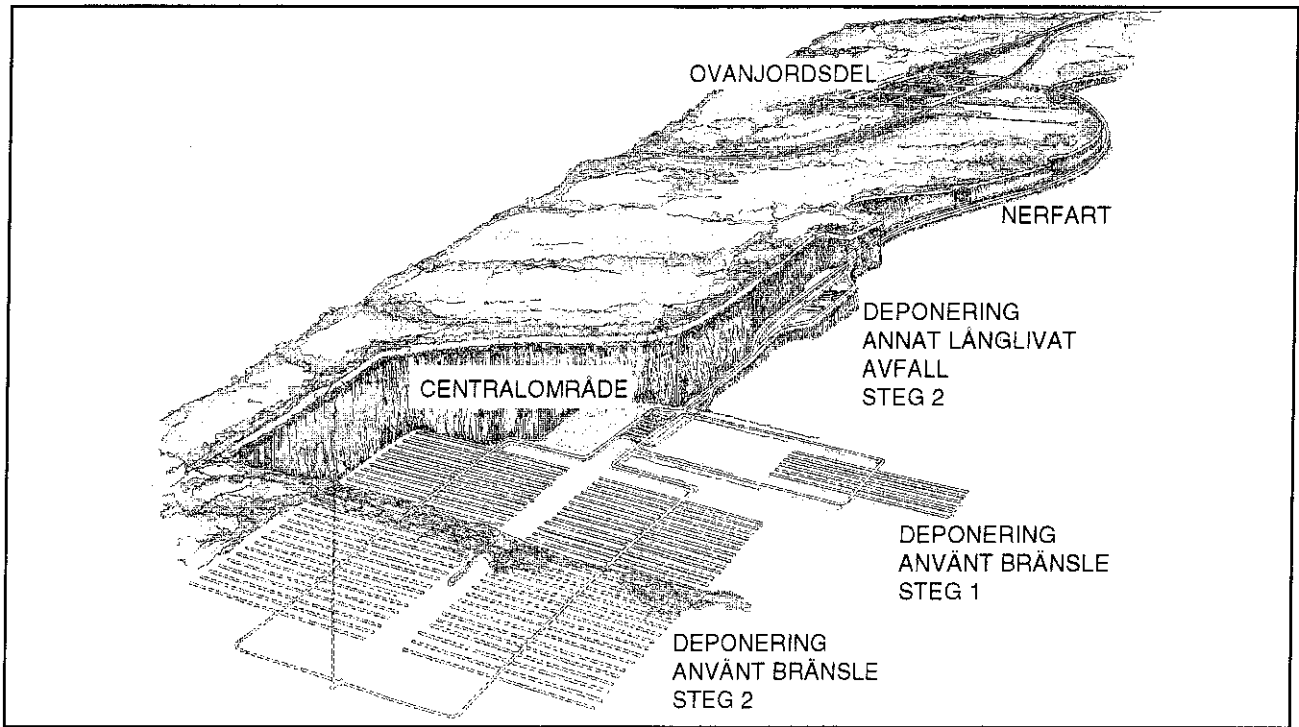 OVANJORDSDEL
NERFART
DEPONERING
ANNAT LÅNGLIVAT
AVFALL
STEG 2
CENTRALOMRÅDE
DEPONERING
ANVÄNT BRÄNSLE
STEG 1
DEPONERING
ANVÄNT BRÄNSLE
STEG 2